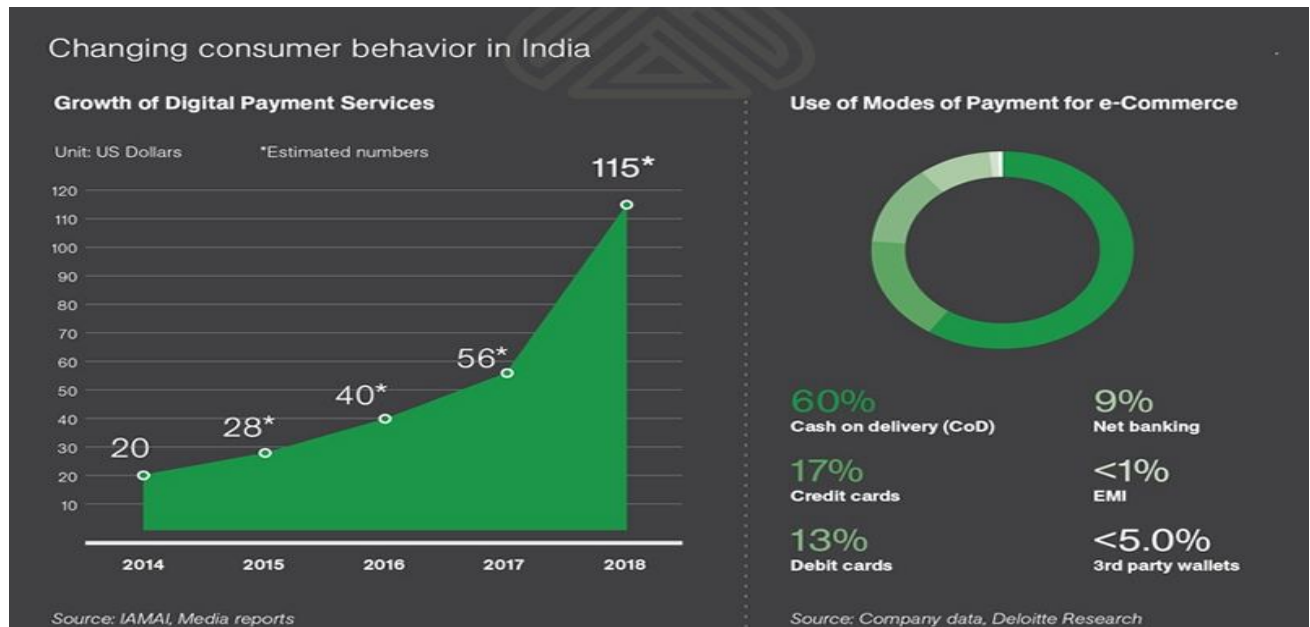 Changing consumer behavior in India
Growth of Digital Payment Services
Unit: US Dollars *Estimated numbers
120
110
100
90
80
70
60
50
40
30
20
10
20
28*
40*
56*
115*
2014 2015 2016 2017 2018
Source: IAMAI, Media reports
Use of Modes of Payment for e-Commerce
60%
Cash on delivery (CoD)
9%
Net banking
17%
Credit cards
<1%
EMI
13%
Debit cards
<5.0%
3rd party wallets
Source: Company data, Deloitte Research